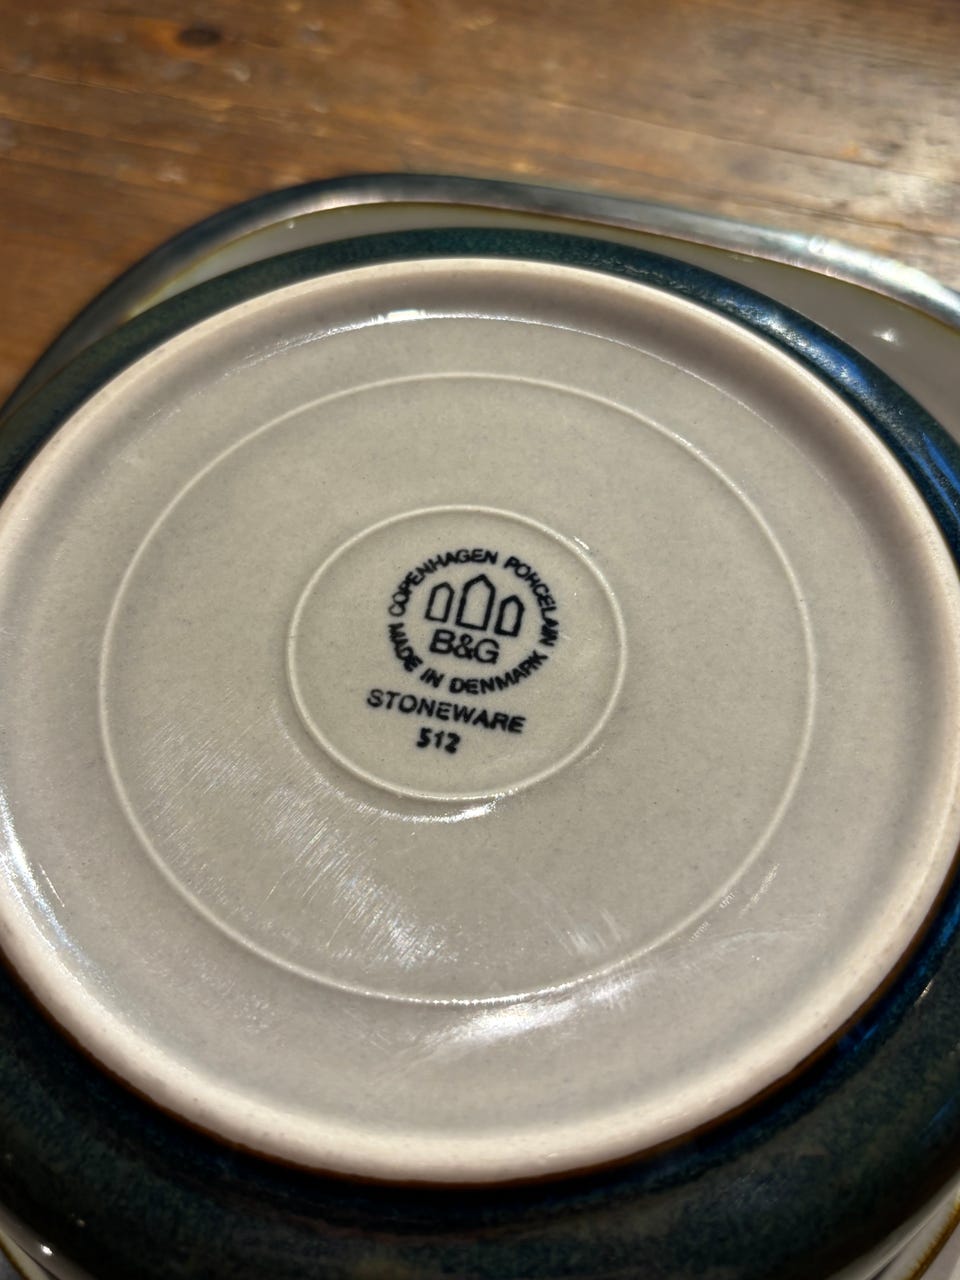 COPENHAGEN PORCELAIN
B&G
MADE IN DENMARK
STONEWARE
512